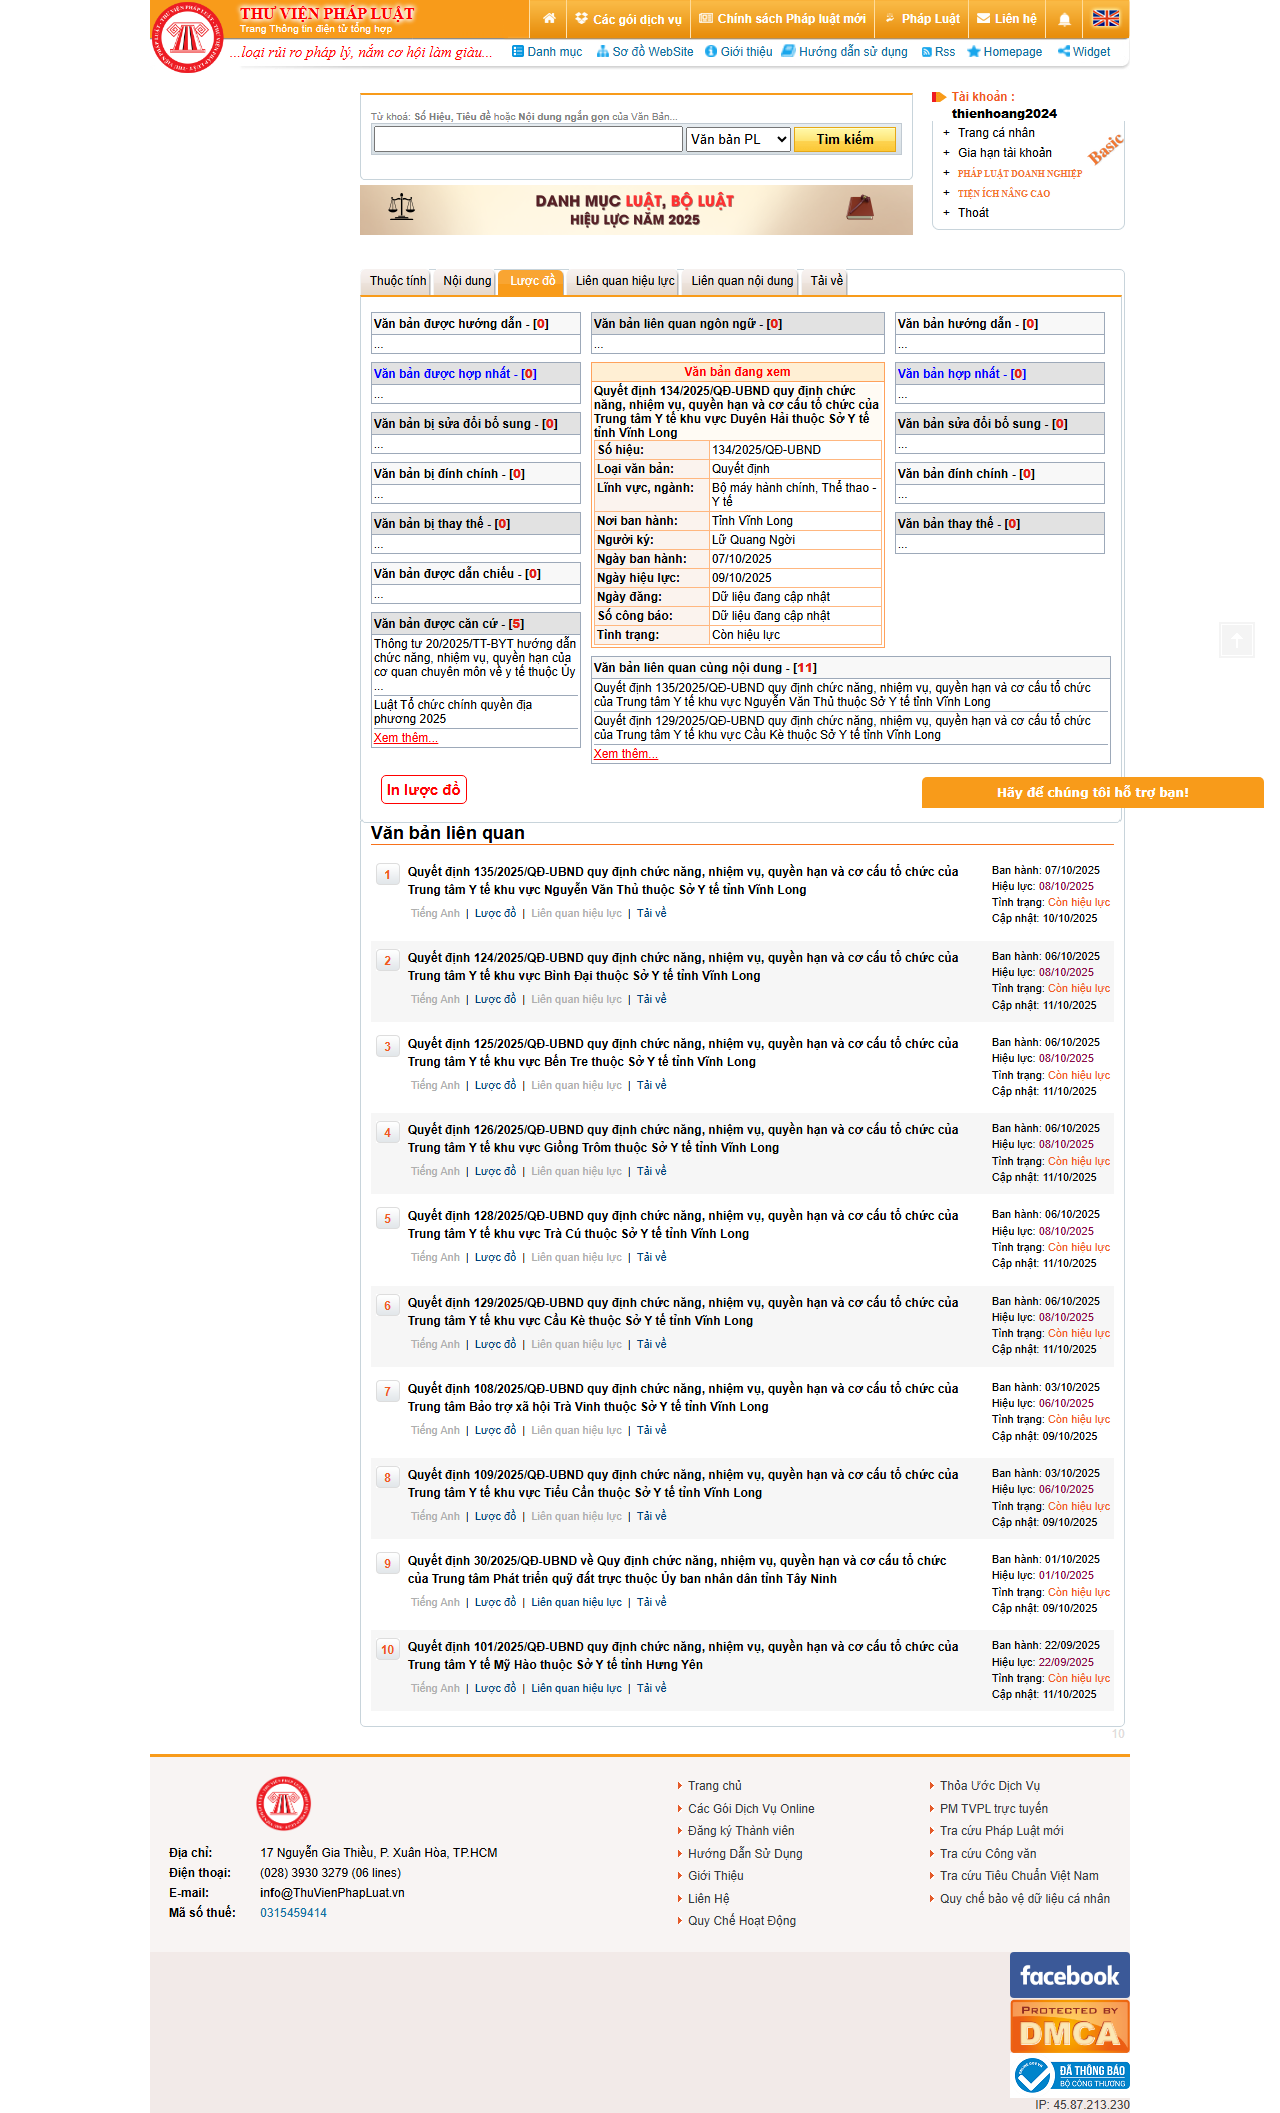 THƯ VIỆN PHÁP LUẬT
Trang Thông tin điện tử tổng hợp
...loại rủi ro pháp lý, nắm cơ hội làm giàu...
Các gói dịch vụ
Chính sách Pháp luật mới
Pháp Luật
Liên hệ
Danh mục
Sơ đồ WebSite
Giới thiệu
Hướng dẫn sử dụng
Rss
Homepage
Widget
Từ khoá: Số Hiệu, Tiêu đề hoặc Nội dung ngắn gọn của Văn Bản...
Văn bản PL
Tìm kiếm
DANH MỤC LUẬT, BỘ LUẬT
HIỆU LỰC NĂM 2025
Tài khoản :
thienhoang2024
+ Trang cá nhân
+ Gia hạn tài khoản
+ PHÁP LUẬT DOANH NGHIỆP
+ TIỆN ÍCH NÂNG CAO
+ Thoát
Basic
Thuộc tính
Nội dung
Lược đồ
Liên quan hiệu lực
Liên quan nội dung
Tải về
Văn bản được hướng dẫn - [0]
...
Văn bản được hợp nhất - [0]
...
Văn bản bị sửa đổi bổ sung - [0]
...
Văn bản bị đính chính - [0]
...
Văn bản bị thay thế - [0]
...
Văn bản được dẫn chiếu - [0]
...
Văn bản được căn cứ - [5]
Thông tư 20/2025/TT-BYT hướng dẫn
chức năng, nhiệm vụ, quyền hạn của
cơ quan chuyên môn về y tế thuộc Ủy
...
Luật Tổ chức chính quyền địa
phương 2025
Xem thêm...
Văn bản liên quan ngôn ngữ - [0]
...
Văn bản đang xem
Quyết định 134/2025/QĐ-UBND quy định chức
năng, nhiệm vụ, quyền hạn và cơ cấu tổ chức của
Trung tâm Y tế khu vực Duyên Hải thuộc Sở Y tế
tỉnh Vĩnh Long
Số hiệu: 134/2025/QĐ-UBND
Loại văn bản: Quyết định
Lĩnh vực, ngành: Bộ máy hành chính, Thể thao -
Y tế
Nơi ban hành: Tỉnh Vĩnh Long
Người ký: Lữ Quang Ngời
Ngày ban hành: 07/10/2025
Ngày hiệu lực: 09/10/2025
Ngày đăng: Dữ liệu đang cập nhật
Số công báo: Dữ liệu đang cập nhật
Tình trạng: Còn hiệu lực
Văn bản hướng dẫn - [0]
...
Văn bản hợp nhất - [0]
...
Văn bản sửa đổi bổ sung - [0]
...
Văn bản đính chính - [0]
...
Văn bản thay thế - [0]
...
Văn bản liên quan cùng nội dung - [11]
Quyết định 135/2025/QĐ-UBND quy định chức năng, nhiệm vụ, quyền hạn và cơ cấu tổ chức
của Trung tâm Y tế khu vực Nguyễn Văn Thủ thuộc Sở Y tế tỉnh Vĩnh Long
Quyết định 129/2025/QĐ-UBND quy định chức năng, nhiệm vụ, quyền hạn và cơ cấu tổ chức
của Trung tâm Y tế khu vực Cầu Kè thuộc Sở Y tế tỉnh Vĩnh Long
Xem thêm...
In lược đồ
Hãy để chúng tôi hỗ trợ bạn!
Văn bản liên quan
1
Quyết định 135/2025/QĐ-UBND quy định chức năng, nhiệm vụ, quyền hạn và cơ cấu tổ chức của
Trung tâm Y tế khu vực Nguyễn Văn Thủ thuộc Sở Y tế tỉnh Vĩnh Long
Tiếng Anh | Lược đồ | Liên quan hiệu lực | Tải về
Ban hành: 07/10/2025
Hiệu lực: 08/10/2025
Tình trạng: Còn hiệu lực
Cập nhật: 10/10/2025
2
Quyết định 124/2025/QĐ-UBND quy định chức năng, nhiệm vụ, quyền hạn và cơ cấu tổ chức của
Trung tâm Y tế khu vực Bình Đại thuộc Sở Y tế tỉnh Vĩnh Long
Tiếng Anh | Lược đồ | Liên quan hiệu lực | Tải về
Ban hành: 06/10/2025
Hiệu lực: 08/10/2025
Tình trạng: Còn hiệu lực
Cập nhật: 11/10/2025
3
Quyết định 125/2025/QĐ-UBND quy định chức năng, nhiệm vụ, quyền hạn và cơ cấu tổ chức của
Trung tâm Y tế khu vực Bến Tre thuộc Sở Y tế tỉnh Vĩnh Long
Tiếng Anh | Lược đồ | Liên quan hiệu lực | Tải về
Ban hành: 06/10/2025
Hiệu lực: 08/10/2025
Tình trạng: Còn hiệu lực
Cập nhật: 11/10/2025
4
Quyết định 126/2025/QĐ-UBND quy định chức năng, nhiệm vụ, quyền hạn và cơ cấu tổ chức của
Trung tâm Y tế khu vực Giồng Trôm thuộc Sở Y tế tỉnh Vĩnh Long
Tiếng Anh | Lược đồ | Liên quan hiệu lực | Tải về
Ban hành: 06/10/2025
Hiệu lực: 08/10/2025
Tình trạng: Còn hiệu lực
Cập nhật: 11/10/2025
5
Quyết định 128/2025/QĐ-UBND quy định chức năng, nhiệm vụ, quyền hạn và cơ cấu tổ chức của
Trung tâm Y tế khu vực Trà Cú thuộc Sở Y tế tỉnh Vĩnh Long
Tiếng Anh | Lược đồ | Liên quan hiệu lực | Tải về
Ban hành: 06/10/2025
Hiệu lực: 08/10/2025
Tình trạng: Còn hiệu lực
Cập nhật: 11/10/2025
6
Quyết định 129/2025/QĐ-UBND quy định chức năng, nhiệm vụ, quyền hạn và cơ cấu tổ chức của
Trung tâm Y tế khu vực Cầu Kè thuộc Sở Y tế tỉnh Vĩnh Long
Tiếng Anh | Lược đồ | Liên quan hiệu lực | Tải về
Ban hành: 06/10/2025
Hiệu lực: 08/10/2025
Tình trạng: Còn hiệu lực
Cập nhật: 11/10/2025
7
Quyết định 108/2025/QĐ-UBND quy định chức năng, nhiệm vụ, quyền hạn và cơ cấu tổ chức của
Trung tâm Bảo trợ xã hội Trà Vinh thuộc Sở Y tế tỉnh Vĩnh Long
Tiếng Anh | Lược đồ | Liên quan hiệu lực | Tải về
Ban hành: 03/10/2025
Hiệu lực: 06/10/2025
Tình trạng: Còn hiệu lực
Cập nhật: 09/10/2025
8
Quyết định 109/2025/QĐ-UBND quy định chức năng, nhiệm vụ, quyền hạn và cơ cấu tổ chức của
Trung tâm Y tế khu vực Tiểu Cần thuộc Sở Y tế tỉnh Vĩnh Long
Tiếng Anh | Lược đồ | Liên quan hiệu lực | Tải về
Ban hành: 03/10/2025
Hiệu lực: 06/10/2025
Tình trạng: Còn hiệu lực
Cập nhật: 09/10/2025
9
Quyết định 30/2025/QĐ-UBND về Quy định chức năng, nhiệm vụ, quyền hạn và cơ cấu tổ chức
của Trung tâm Phát triển quỹ đất trực thuộc Ủy ban nhân dân tỉnh Tây Ninh
Tiếng Anh | Lược đồ | Liên quan hiệu lực | Tải về
Ban hành: 01/10/2025
Hiệu lực: 01/10/2025
Tình trạng: Còn hiệu lực
Cập nhật: 09/10/2025
10
Quyết định 101/2025/QĐ-UBND quy định chức năng, nhiệm vụ, quyền hạn và cơ cấu tổ chức của
Trung tâm Y tế Mỹ Hào thuộc Sở Y tế tỉnh Hưng Yên
Tiếng Anh | Lược đồ | Liên quan hiệu lực | Tải về
Ban hành: 22/09/2025
Hiệu lực: 22/09/2025
Tình trạng: Còn hiệu lực
Cập nhật: 11/10/2025
10
Địa chỉ: 17 Nguyễn Gia Thiều, P. Xuân Hòa, TP.HCM
Điện thoại: (028) 3930 3279 (06 lines)
E-mail: info@ThuVienPhapLuat.vn
Mã số thuế: 0315459414
Trang chủ
Các Gói Dịch Vụ Online
Đăng ký Thành viên
Hướng Dẫn Sử Dụng
Giới Thiệu
Liên Hệ
Quy Chế Hoạt Động
Thỏa Ước Dịch Vụ
PM TVPL trực tuyến
Tra cứu Pháp Luật mới
Tra cứu Công văn
Tra cứu Tiêu Chuẩn Việt Nam
Quy chế bảo vệ dữ liệu cá nhân
facebook
PROTECTED BY
DMCA
ĐÃ THÔNG BÁO
BỘ CÔNG THƯƠNG
IP: 45.87.213.230